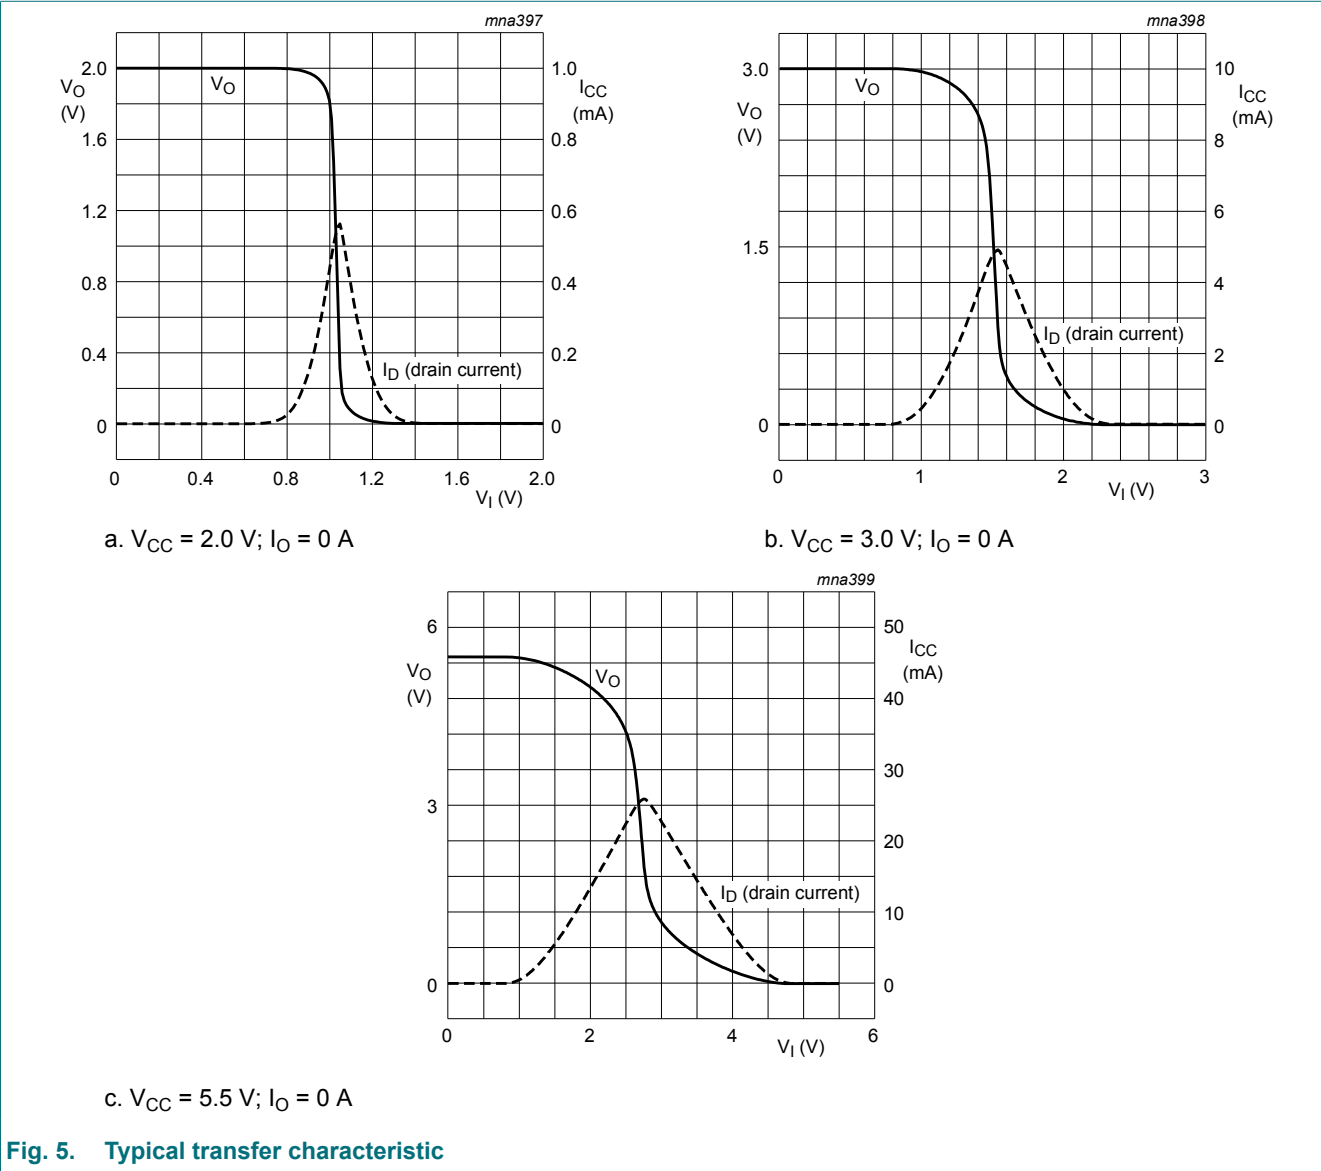 mna397
2.0
1.6
1.2
0.8
0.4
0
VO
(V)
VO
1.0
0.8
0.6
0.4
0.2
0
ICC
(mA)
ID (drain current)
0 0.4 0.8 1.2 1.6 2.0
VI (V)
a. VCC = 2.0 V; IO = 0 A
mna398
3.0
1.5
0
VO
(V)
VO
10
8
6
4
2
0
ICC
(mA)
ID (drain current)
0 1 2 3
VI (V)
b. VCC = 3.0 V; IO = 0 A
mna399
6
3
0
VO
(V)
VO
50
40
30
20
10
0
ICC
(mA)
ID (drain current)
0 2 4 6
VI (V)
c. VCC = 5.5 V; IO = 0 A
Fig. 5. Typical transfer characteristic